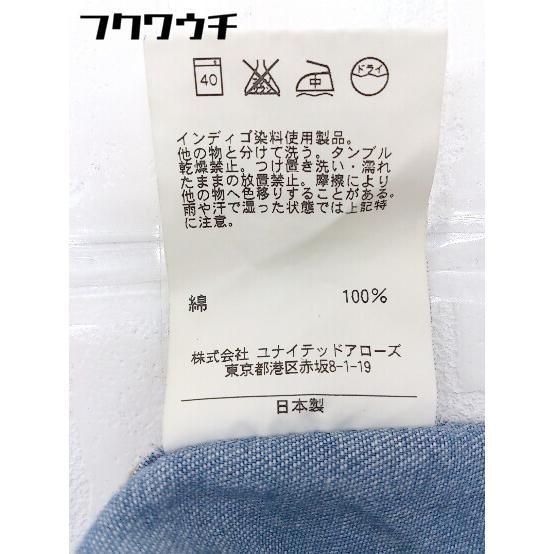 フクワウチ
40 中 ドライ
インディゴ染料使用製品。
他の物と分けて洗う。タンブル
乾燥禁止。つけ置き洗い・濡れ
たままの放置禁止。摩擦により
他の物へ色移りすることがある。
雨や汗で湿った状態では上記特
に注意。
綿 100%
株式会社 ユナイテッドアローズ
東京都港区赤坂8-1-19
日本製